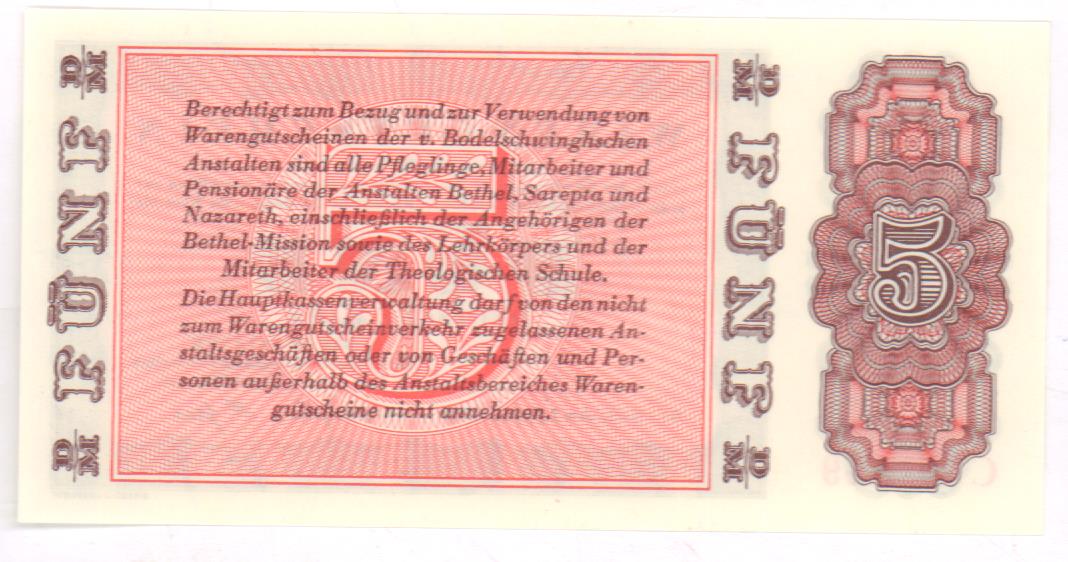 D/M FÜNF D/M
Berechtigt zum Bezug und zur Verwendung von
Warengutscheinen der v. Bodelschwinghschen
Anstalten sind alle Pfleglinge, Mitarbeiter und
Pensionäre der Anstalten Bethel, Sarepta und
Nazareth, einschließlich der Angehörigen der
Bethel-Mission sowie des Lehrkörpers und der
Mitarbeiter der Theologischen Schule.
Die Hauptkassenverwaltung darf von den nicht
zum Warengutscheinverkehr zugelassenen An-
staltsgeschäften oder von Geschäften und Per-
sonen außerhalb des Anstaltsbereiches Waren-
gutscheine nicht annehmen.
5
D/M FÜNF D/M
5